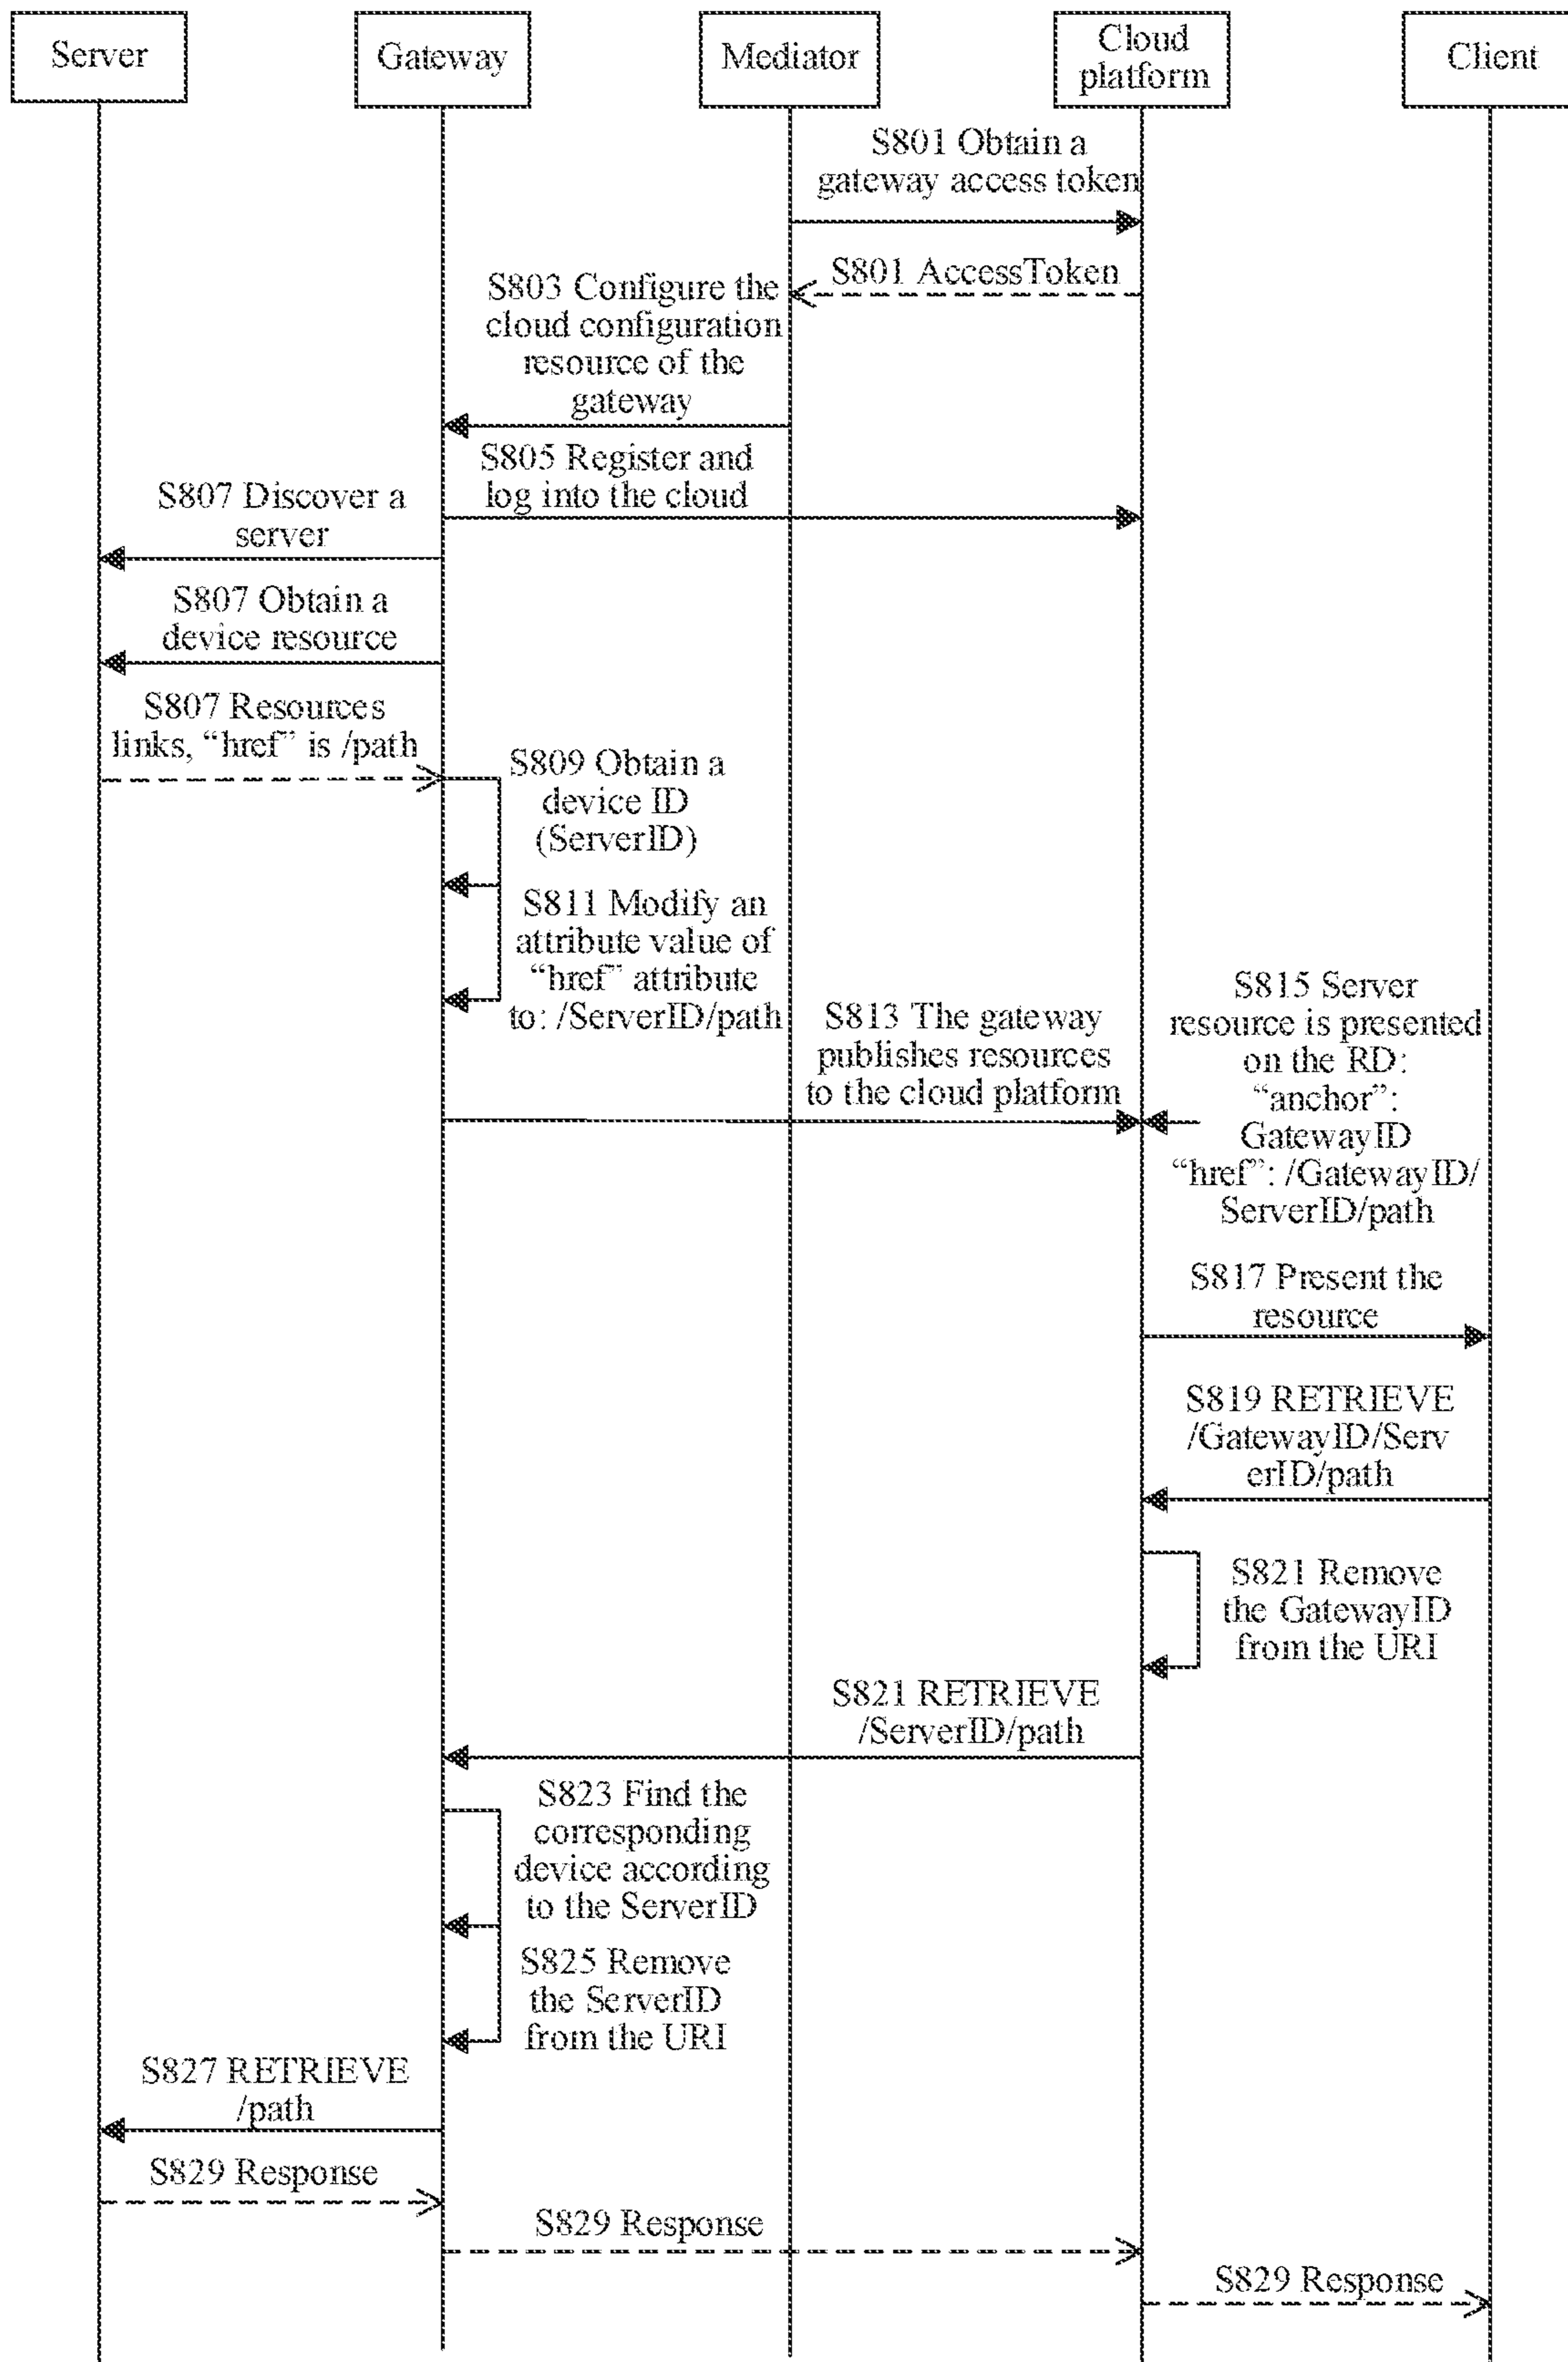 Server
Gateway
Mediator
Cloud
platform
Client
S801 Obtain a
gateway access token
S801 AccessToken
S803 Configure the
cloud configuration
resource of the
gateway
S805 Register and
log into the cloud
S807 Discover a
server
S807 Obtain a
device resource
S807 Resources
links, “href” is /path
S809 Obtain a
device ID
(ServerID)
S811 Modify an
attribute value of
“href” attribute
to: /ServerID/path
S813 The gateway
publishes resources
to the cloud platform
S815 Server
resource is presented
on the RD:
“anchor”:
GatewayID
“href”: /GatewayID/
ServerID/path
S817 Present the
resource
S819 RETRIEVE
/GatewayID/Serv
erID/path
S821 Remove
the GatewayID
from the URI
S821 RETRIEVE
/ServerID/path
S823 Find the
corresponding
device according
to the ServerID
S825 Remove
the ServerID
from the URI
S827 RETRIEVE
/path
S829 Response
S829 Response
S829 Response